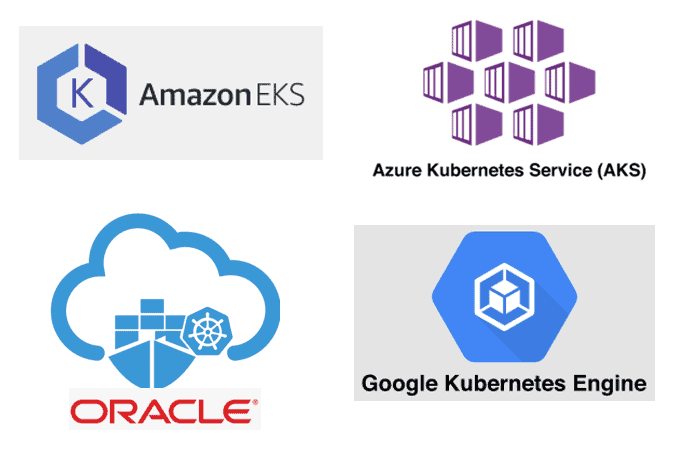 K
Amazon EKS
Azure Kubernetes Service (AKS)
ORACLE®
Google Kubernetes Engine